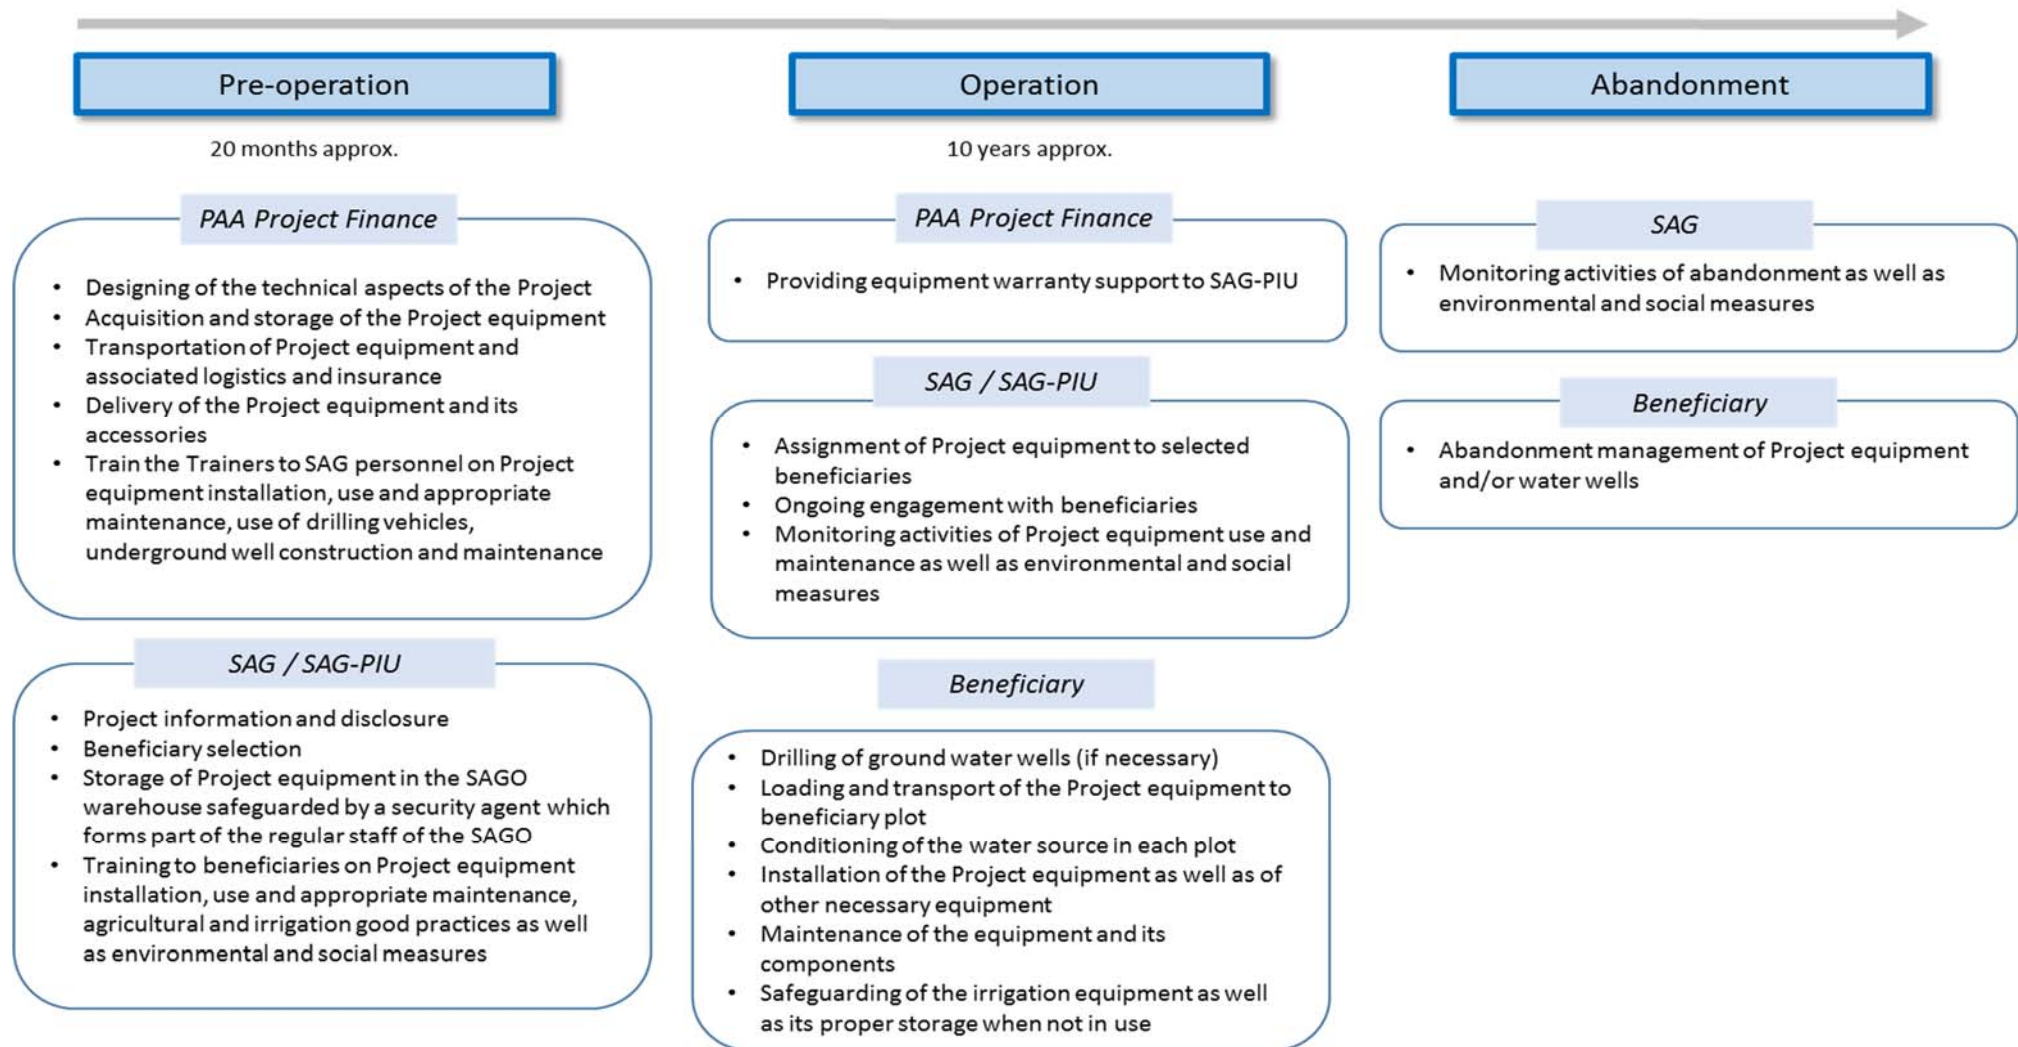 Pre-operation
20 months approx.
PAA Project Finance
• Designing of the technical aspects of the Project
• Acquisition and storage of the Project equipment
• Transportation of Project equipment and
associated logistics and insurance
• Delivery of the Project equipment and its
accessories
• Train the Trainers to SAG personnel on Project
equipment installation, use and appropriate
maintenance, use of drilling vehicles,
underground well construction and maintenance
SAG / SAG-PIU
• Project information and disclosure
• Beneficiary selection
• Storage of Project equipment in the SAGO
warehouse safeguarded by a security agent which
forms part of the regular staff of the SAGO
• Training to beneficiaries on Project equipment
installation, use and appropriate maintenance,
agricultural and irrigation good practices as well
as environmental and social measures
Operation
10 years approx.
PAA Project Finance
• Providing equipment warranty support to SAG-PIU
SAG / SAG-PIU
• Assignment of Project equipment to selected
beneficiaries
• Ongoing engagement with beneficiaries
• Monitoring activities of Project equipment use and
maintenance as well as environmental and social
measures
Beneficiary
• Drilling of ground water wells (if necessary)
• Loading and transport of the Project equipment to
beneficiary plot
• Conditioning of the water source in each plot
• Installation of the Project equipment as well as of
other necessary equipment
• Maintenance of the equipment and its
components
• Safeguarding of the irrigation equipment as well
as its proper storage when not in use
Abandonment
SAG
• Monitoring activities of abandonment as well as
environmental and social measures
Beneficiary
• Abandonment management of Project equipment
and/or water wells